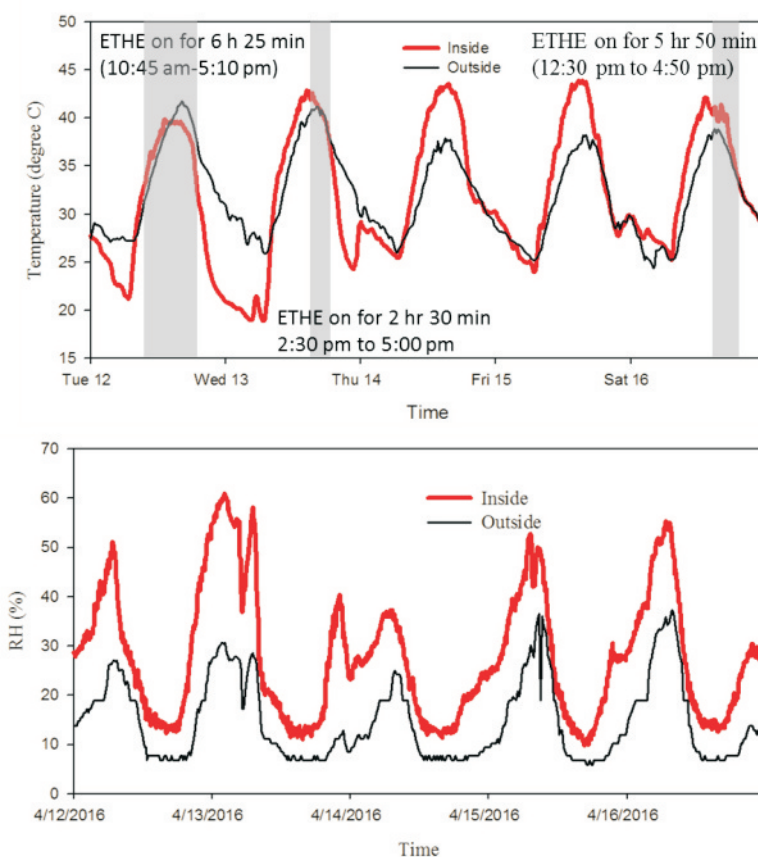 ETHE on for 6 h 25 min
(10:45 am-5:10 pm)
Inside
Outside
ETHE on for 5 hr 50 min
(12:30 pm to 4:50 pm)
50
45
40
35
30
25
20
15
Temperature (degree C)
ETHE on for 2 hr 30 min
2:30 pm to 5:00 pm
Tue 12
Wed 13
Thu 14
Fri 15
Sat 16
Time
70
60
50
40
30
20
10
0
RH (%)
Inside
Outside
4/12/2016
4/13/2016
4/14/2016
4/15/2016
4/16/2016
Time